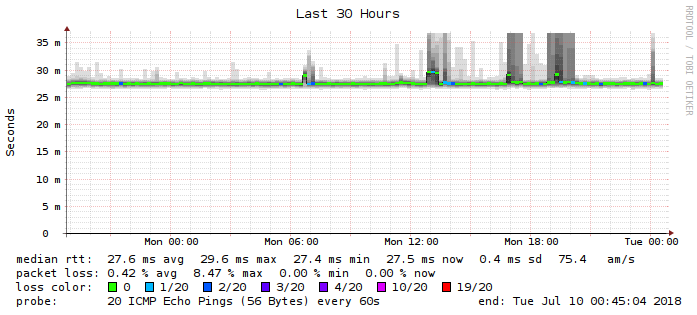 Last 30 Hours
RRDTOOL / TOBI OETIKER
Seconds
35 m
30 m
25 m
20 m
15 m
10 m
5 m
0
Mon 00:00 Mon 06:00 Mon 12:00 Mon 18:00 Tue 00:00
median rtt: 27.6 ms avg 29.6 ms max 27.4 ms min 27.5 ms now 0.4 ms sd 75.4 am/s
packet loss: 0.42 % avg 8.47 % max 0.00 % min 0.00 % now
loss color: 0 1/20 2/20 3/20 4/20 10/20 19/20
probe: 20 ICMP Echo Pings (56 Bytes) every 60s end: Tue Jul 10 00:45:04 2018